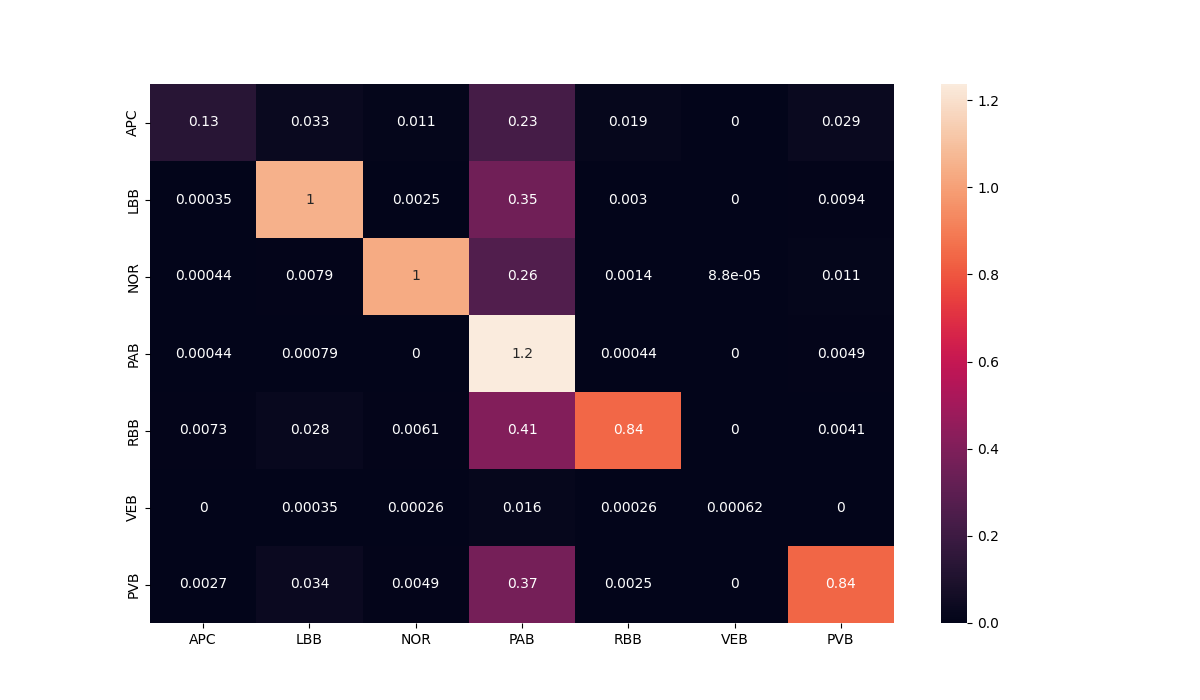 APC 0.13 0.033 0.011 0.23 0.019 0 0.029
LBB 0.00035 1 0.0025 0.35 0.003 0 0.0094
NOR 0.00044 0.0079 1 0.26 0.0014 8.8e-05 0.011
PAB 0.00044 0.00079 0 1.2 0.00044 0 0.0049
RBB 0.0073 0.028 0.0061 0.41 0.84 0 0.0041
VEB 0 0.00035 0.00026 0.016 0.00026 0.00062 0
PVB 0.0027 0.034 0.0049 0.37 0.0025 0 0.84
APC LBB NOR PAB RBB VEB PVB
1.2
1.0
0.8
0.6
0.4
0.2
0.0